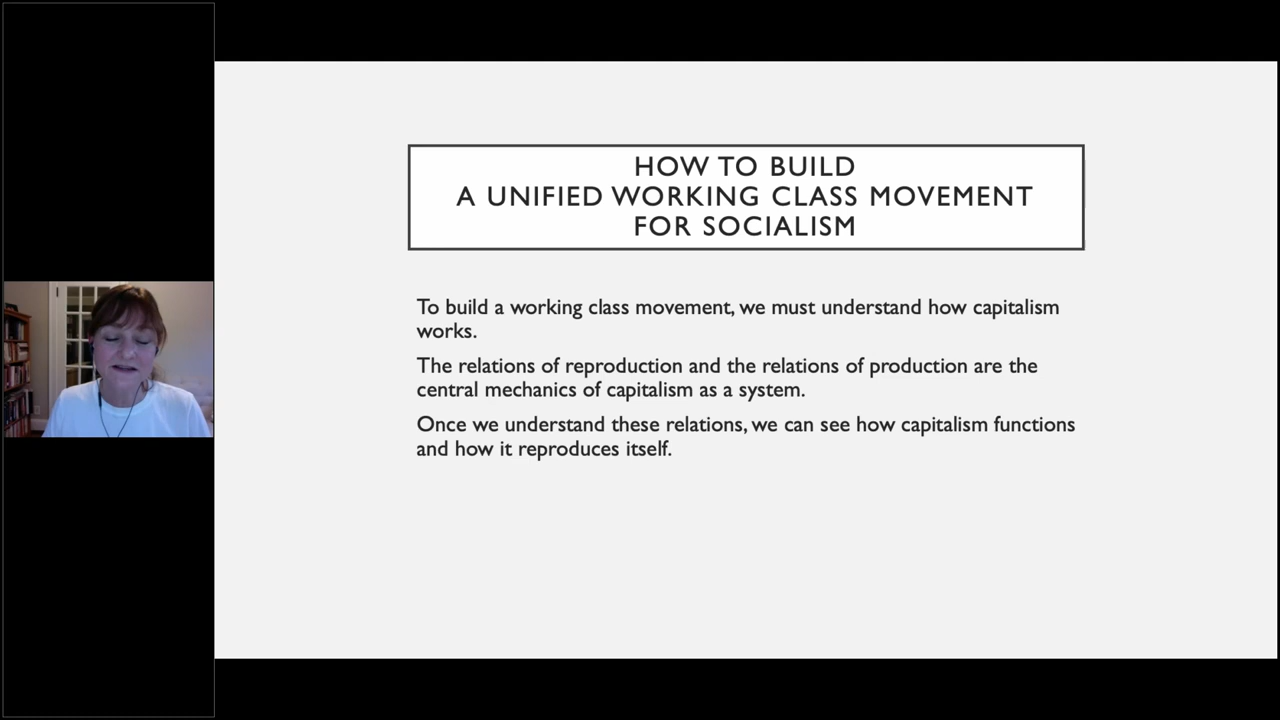 HOW TO BUILD
A UNIFIED WORKING CLASS MOVEMENT
FOR SOCIALISM
To build a working class movement, we must understand how capitalism
works.
The relations of reproduction and the relations of production are the
central mechanics of capitalism as a system.
Once we understand these relations, we can see how capitalism functions
and how it reproduces itself.